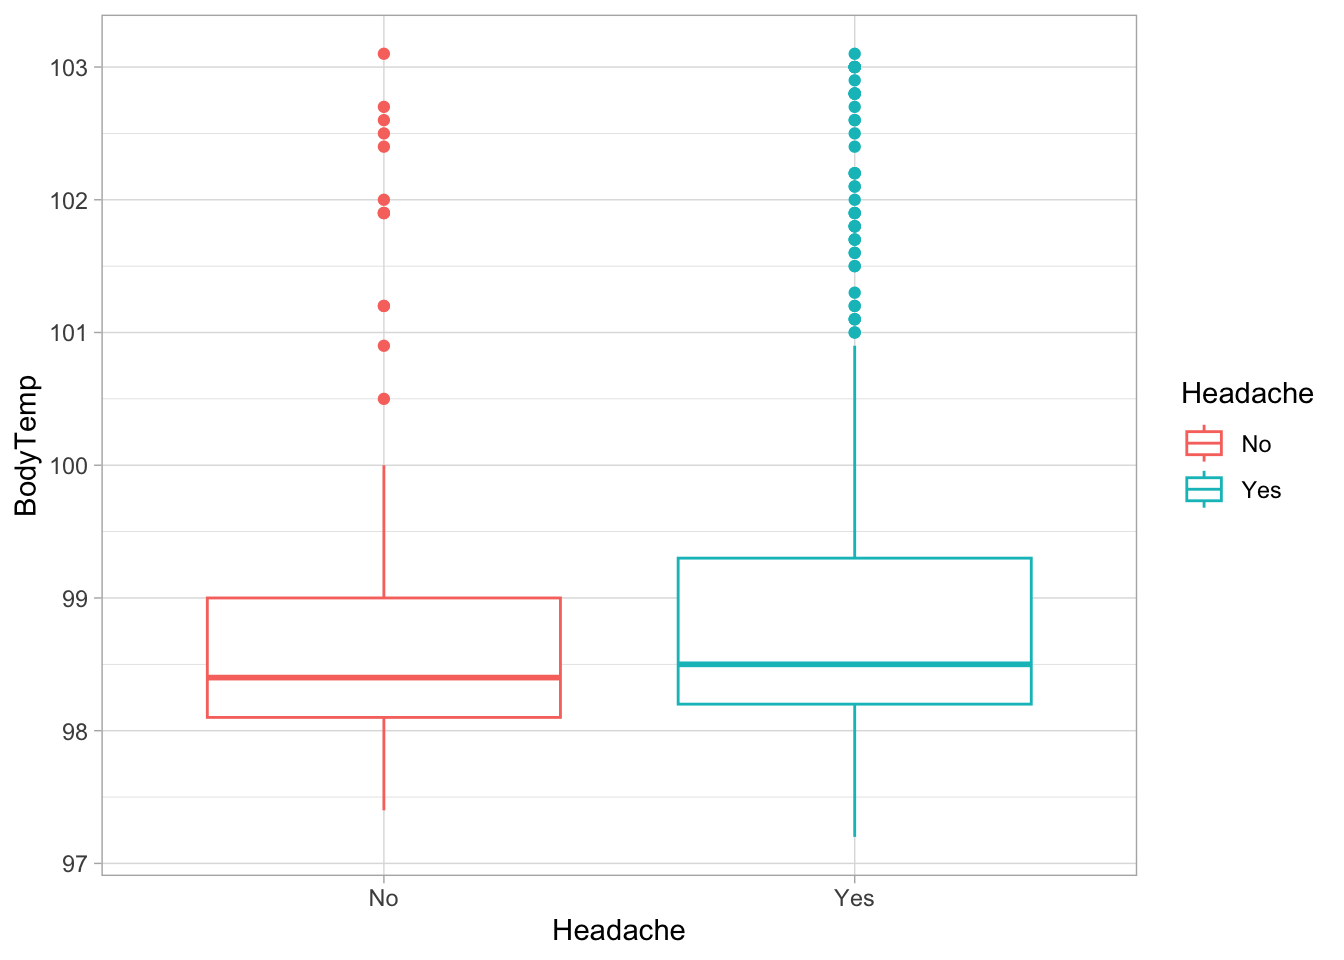 103
102
101
100
99
98
97
BodyTemp
No
Yes
Headache
Headache
No
Yes